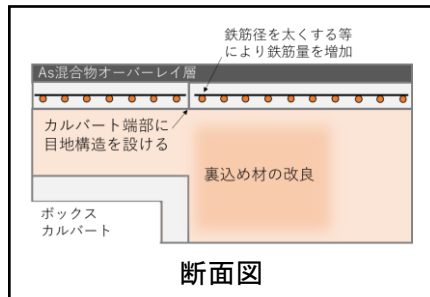 鉄筋径を太くする等
により鉄筋量を増加
As混合物オーバーレイ層
カルバート端部に
目地構造を設ける
裏込め材の改良
ボックス
カルバート
断面図